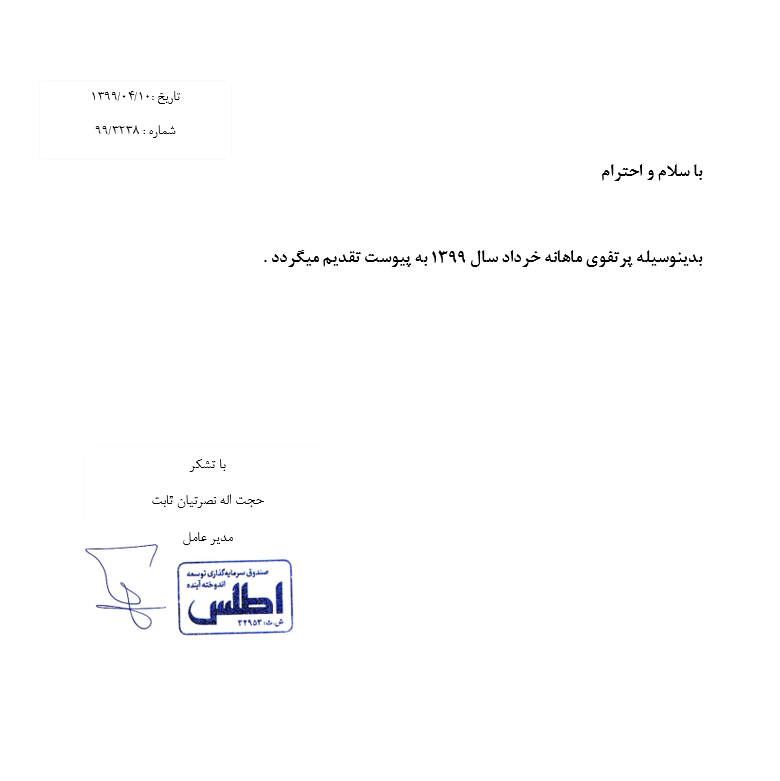 تاریخ :۱۳۹۹/۰۴/۱۰
شماره : ۹۹/۳۲۳۸
با سلام و احترام
بدینوسیله پرتفوی ماهانه خرداد سال ۱۳۹۹ به پیوست تقدیم میگردد .
با تشکر
حجت اله نصرتیان ثابت
مدیر عامل
صندوق سرمایه‌گذاری توسعه
اندوخته آینده
اطلس
ش.ث: ۳۲۹۵۳